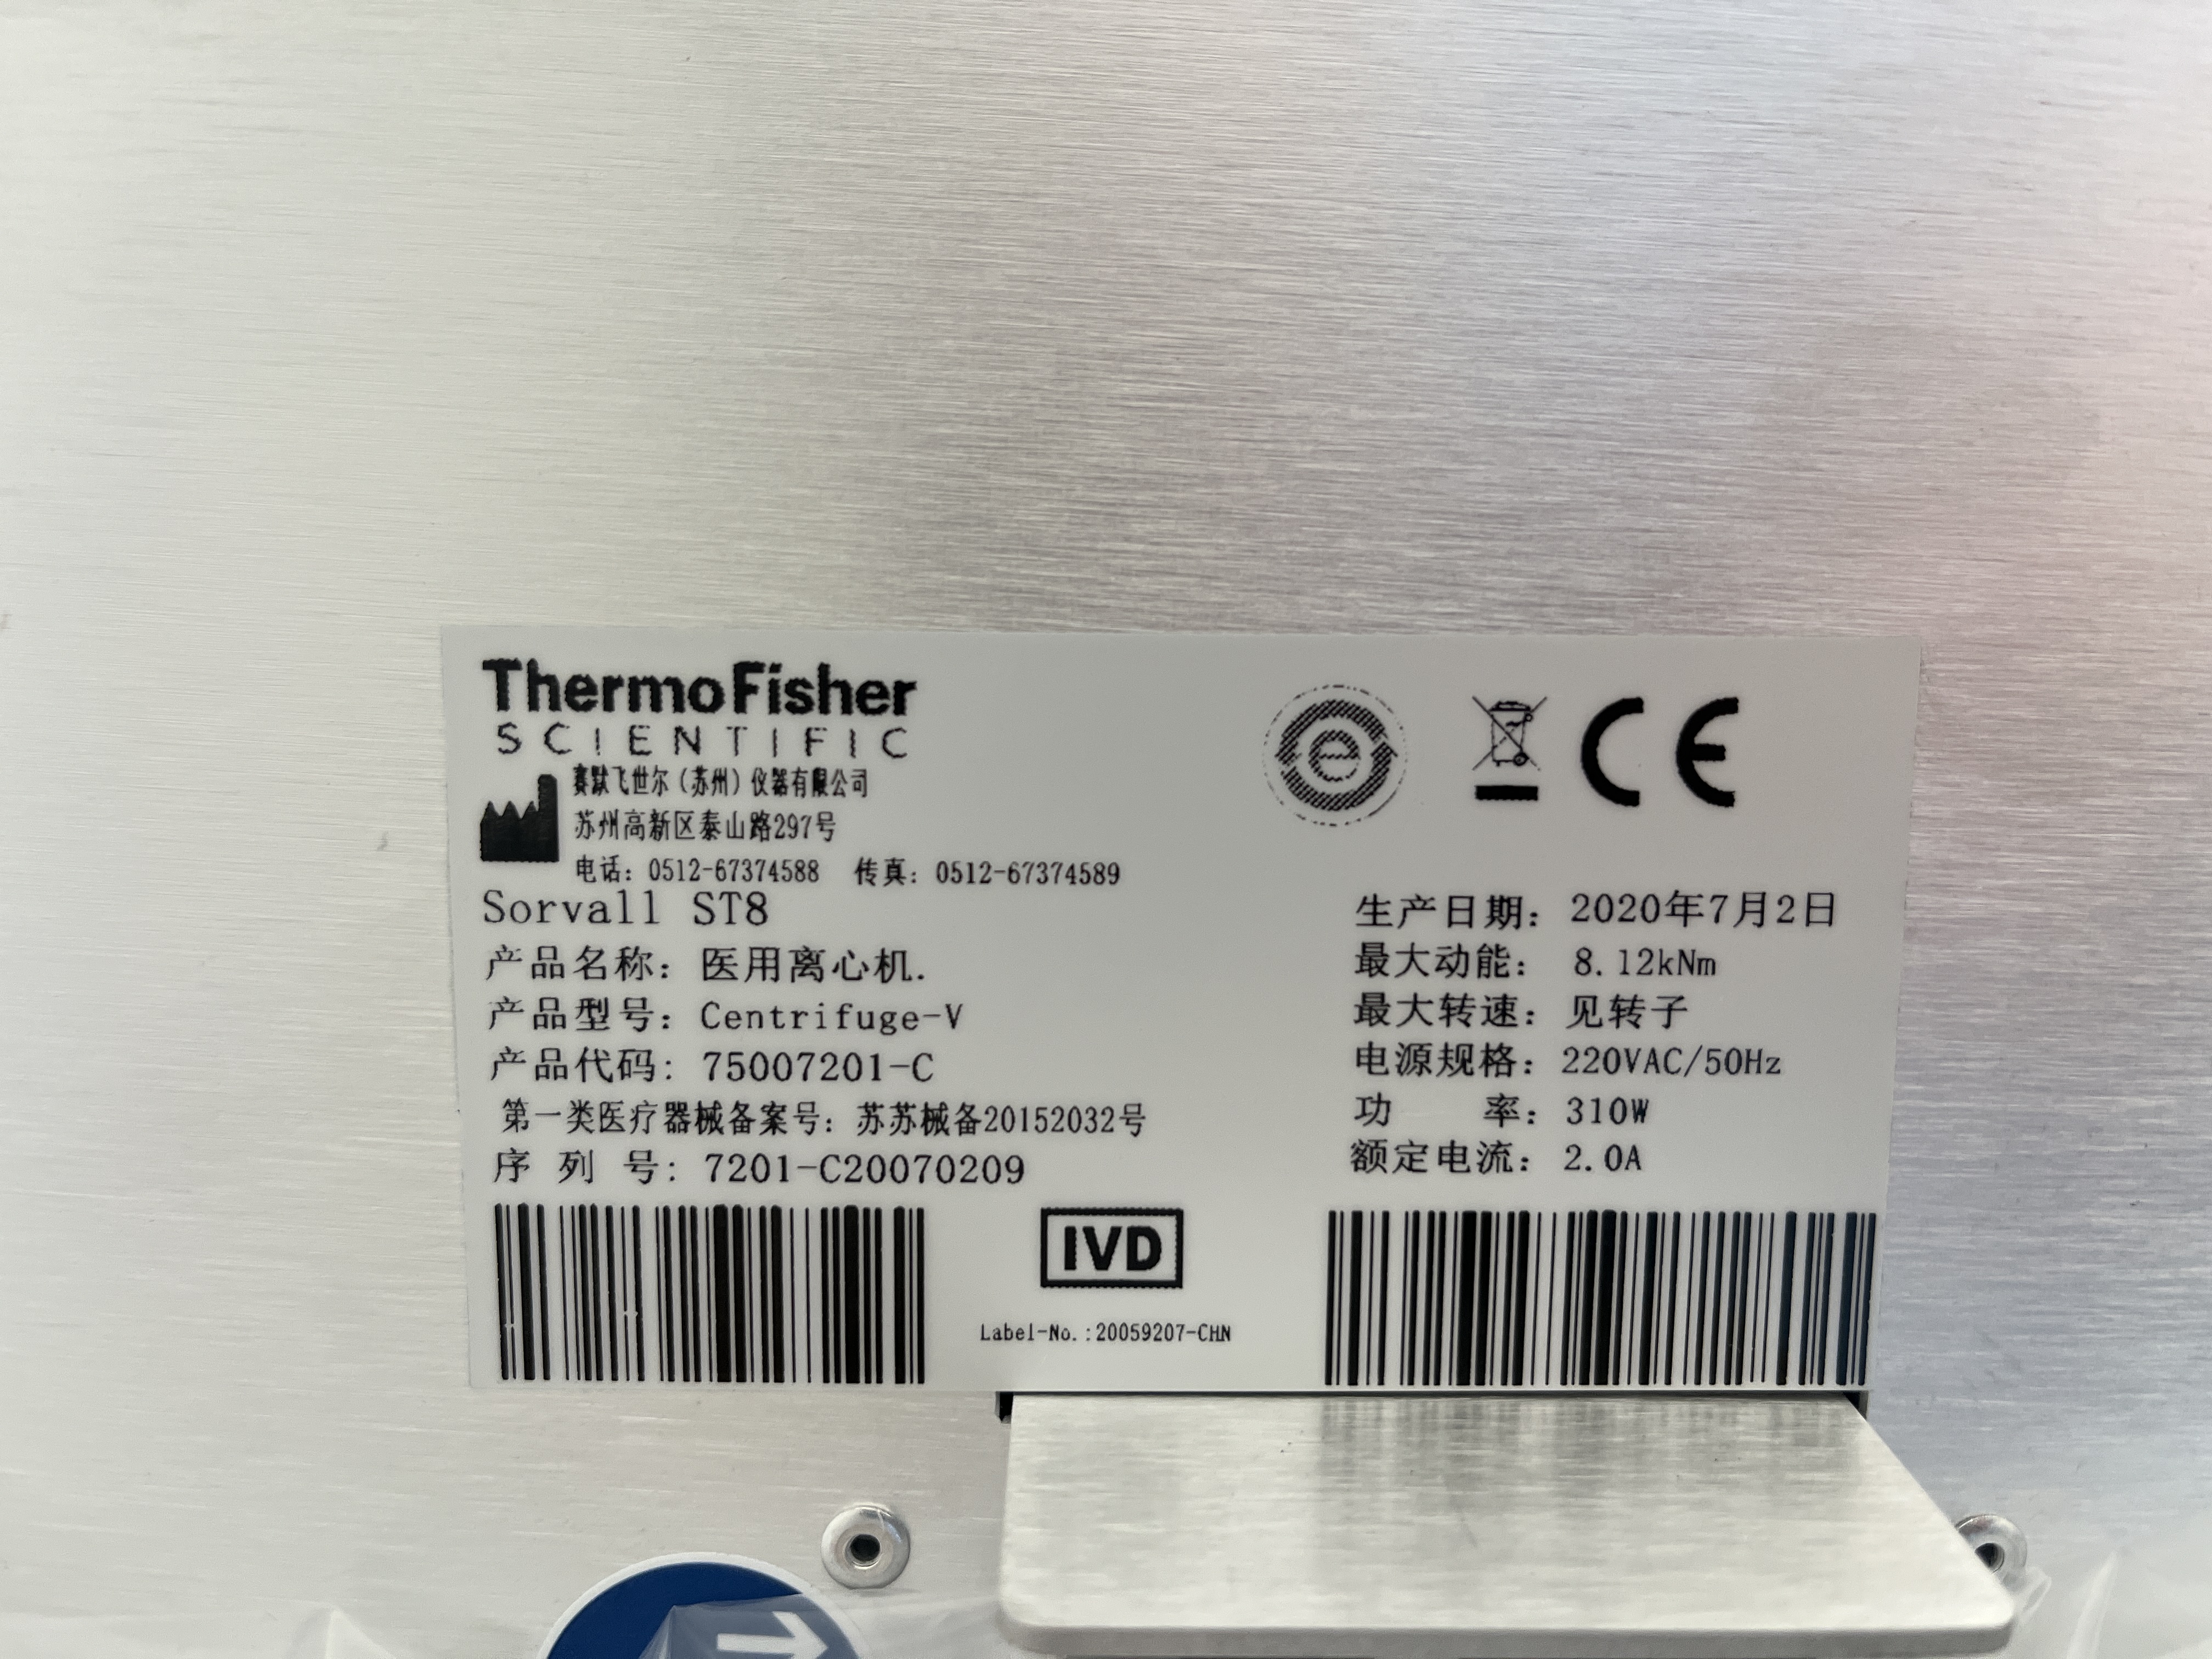 ThermoFisher
SCIENTIFIC
赛默飞世尔（苏州）仪器有限公司
苏州高新区泰山路297号
电话：0512-67374588 传真：0512-67374589
Sorvall ST8
产品名称：医用离心机.
产品型号：Centrifuge-V
产品代码：75007201-C
第一类医疗器械备案号：苏苏械备20152032号
序 列 号：7201-C20070209
e
CE
生产日期：2020年7月2日
最大动能：8.12kNm
最大转速：见转子
电源规格：220VAC/50Hz
功 率：310W
额定电流：2.0A
IVD
Label-No.:20059207-CHN